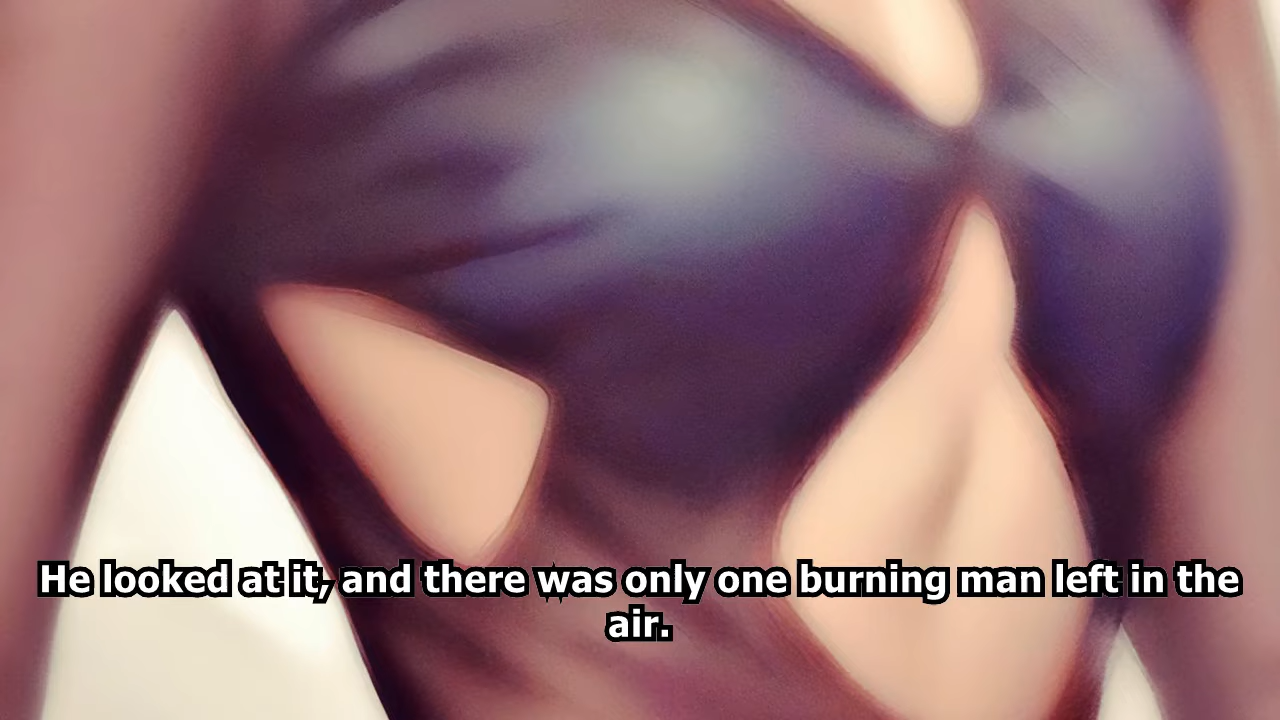 He looked at it, and there was only one burning man left in the
air.